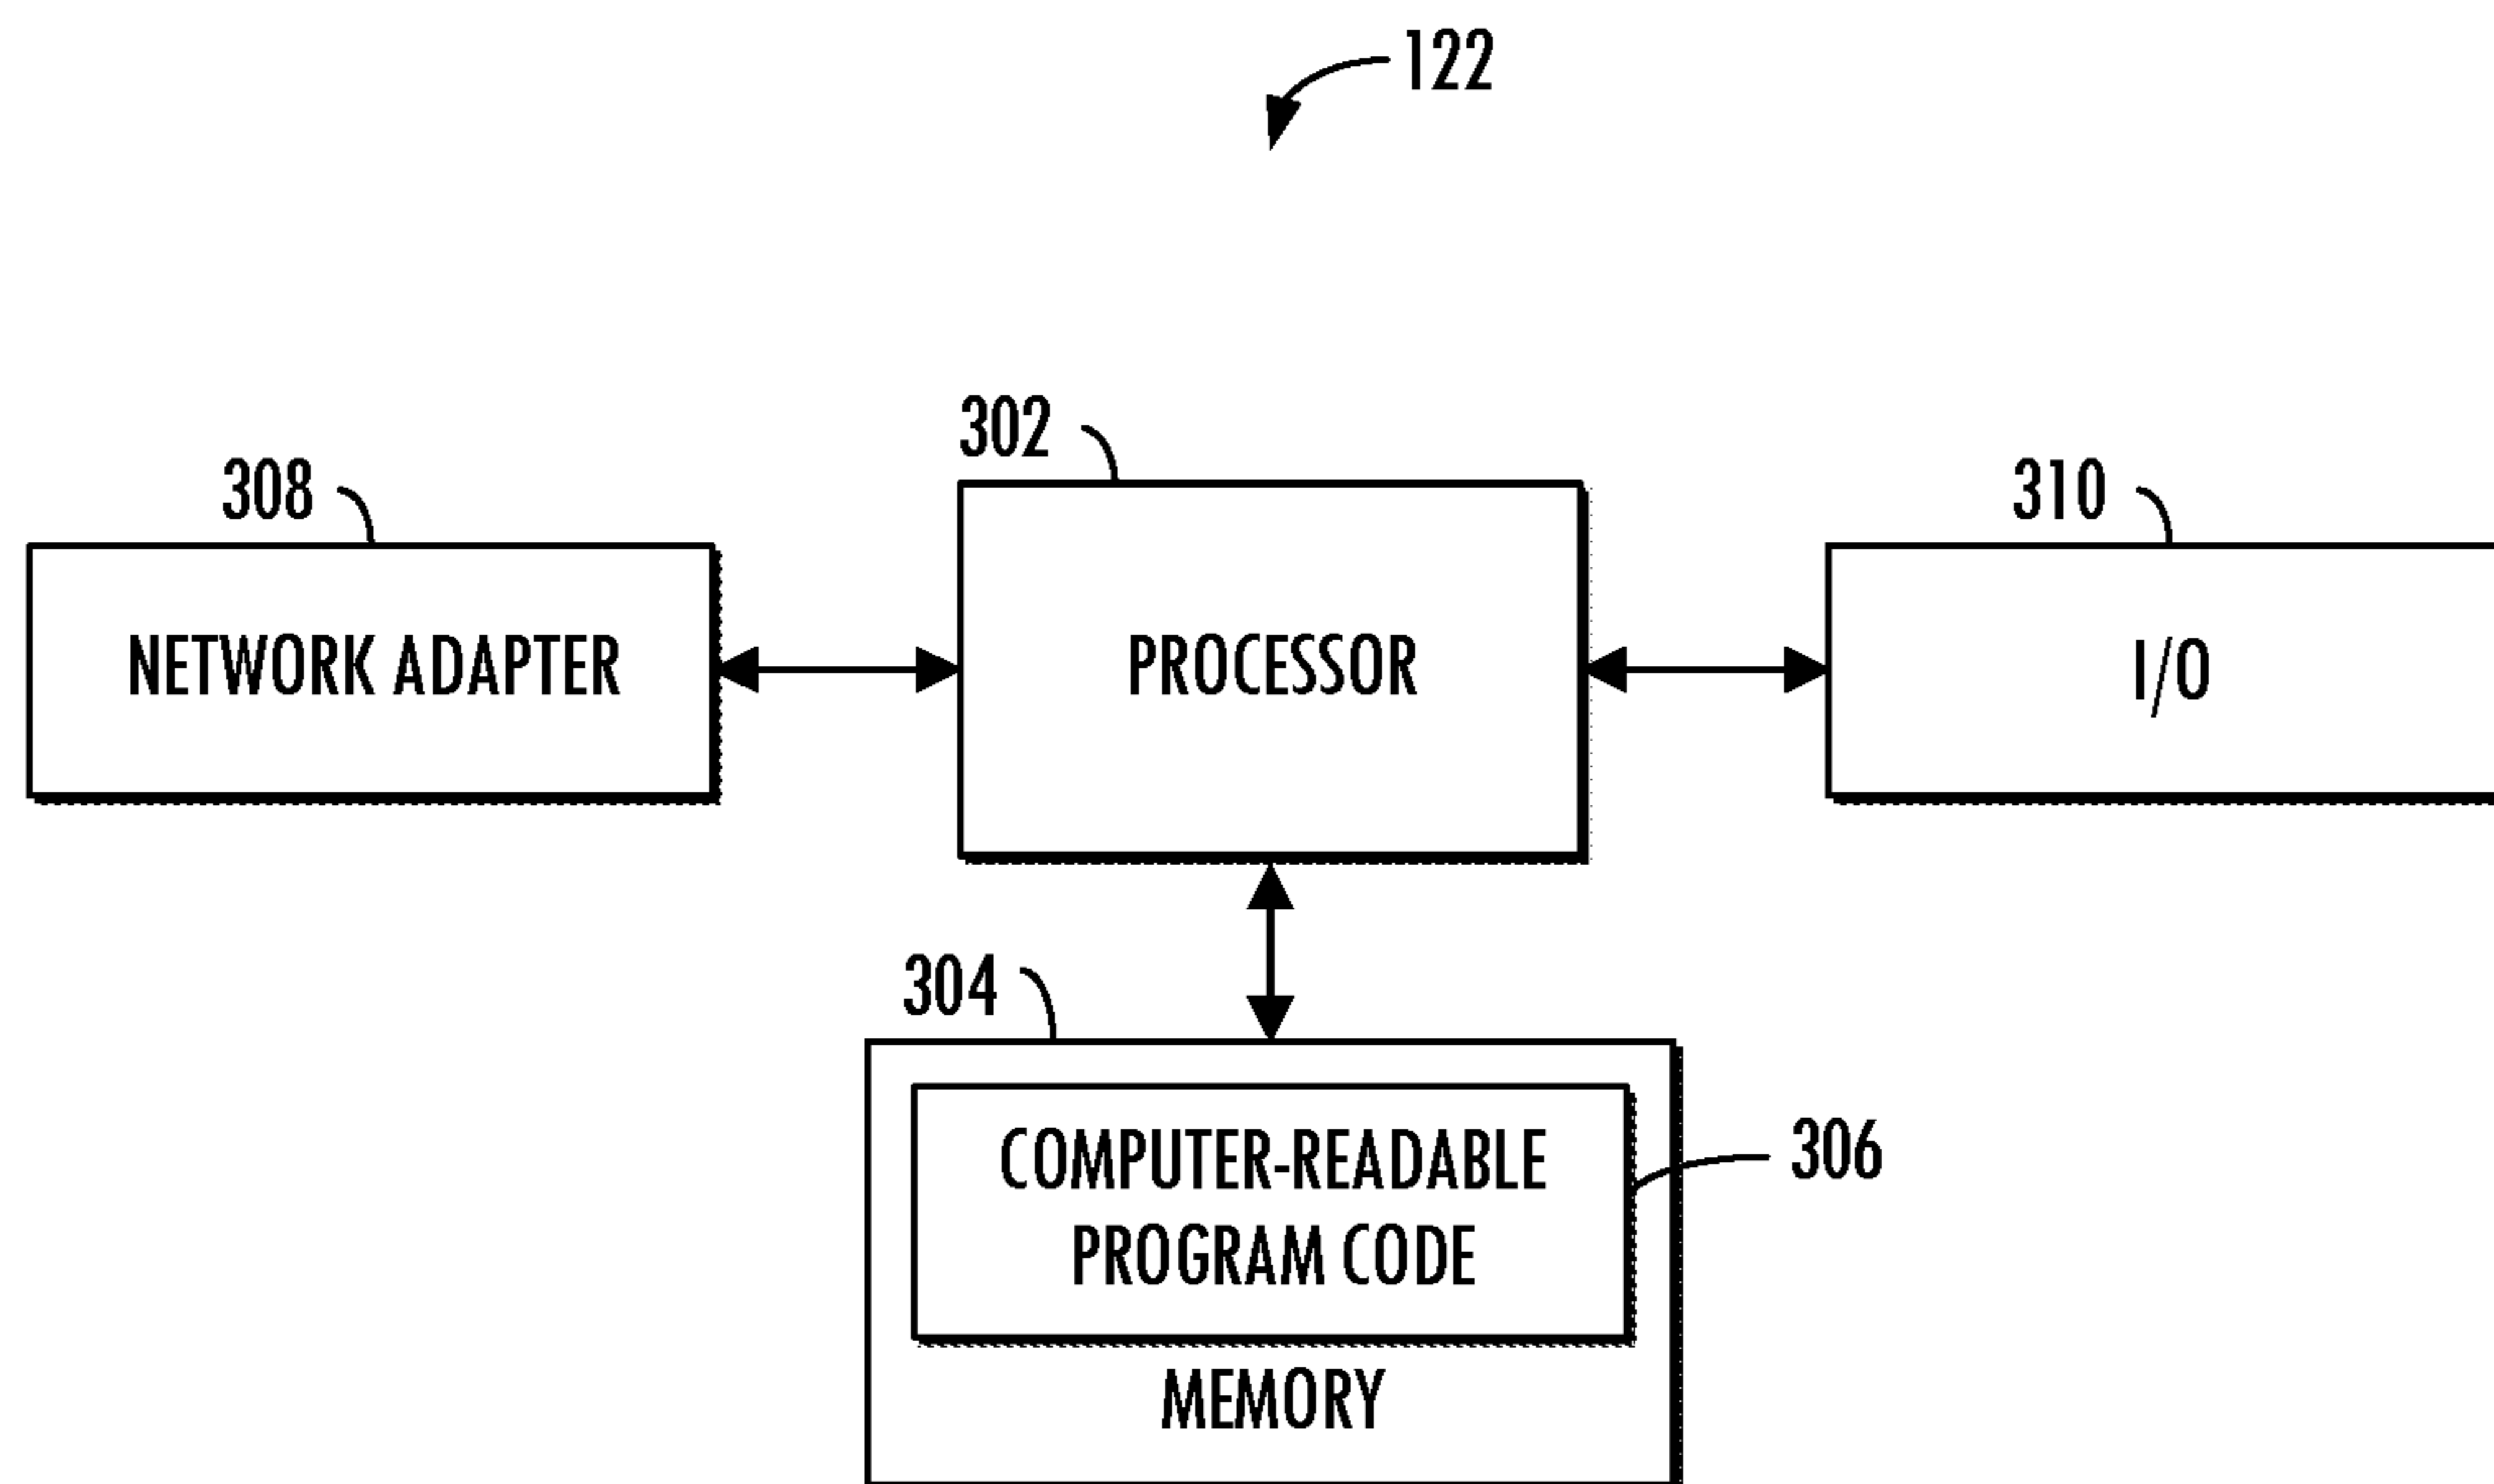 122
302
308
310
NETWORK ADAPTER
PROCESSOR
I/O
304
COMPUTER-READABLE
PROGRAM CODE
306
MEMORY